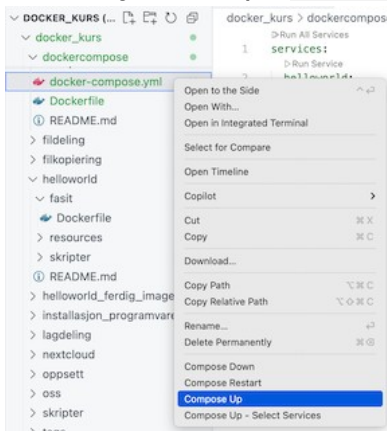 DOCKER_KURS (...
docker_kurs
dockercompose
docker-compose.yml
Dockerfile
README.md
fildeling
filkopiering
helloworld
fasit
Dockerfile
resources
skripter
README.md
helloworld_ferdig_image
installasjon_programvare
lagdeling
nextcloud
oppsett
oss
skripter
docker_kurs > dockercompos
Run All Services
1 services:
Run Service
helloworld:
Open to the Side
Open With...
Open in Integrated Terminal
Select for Compare
Open Timeline
Copilot
Cut ⌘X
Copy ⌘C
Download...
Copy Path ⌥⌘C
Copy Relative Path ⌥⇧⌘C
Rename...
Delete Permanently
Compose Down
Compose Restart
Compose Up
Compose Up - Select Services